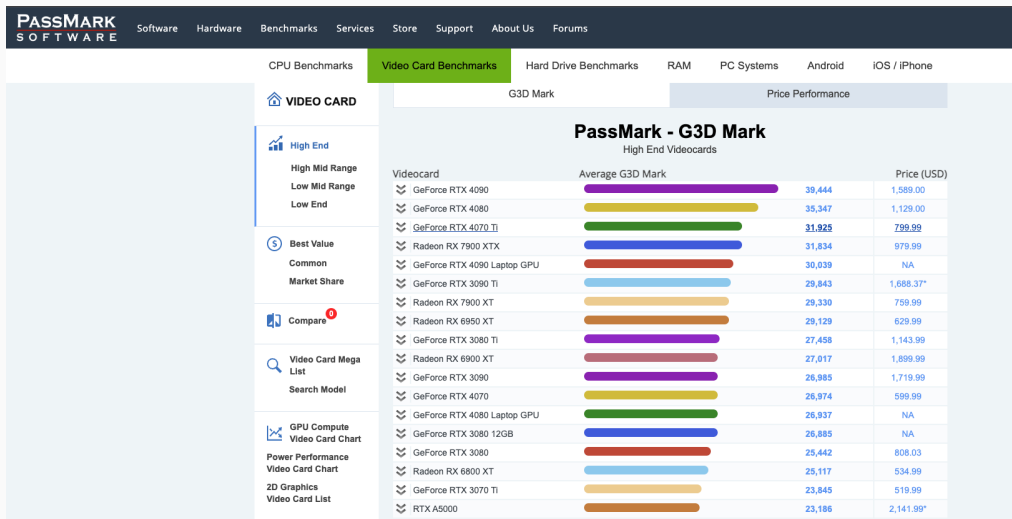 PASSMARK
SOFTWARE
Software Hardware Benchmarks Services Store Support About Us Forums
CPU Benchmarks Video Card Benchmarks Hard Drive Benchmarks RAM PC Systems Android iOS / iPhone
VIDEO CARD
High End
High Mid Range
Low Mid Range
Low End
Best Value
Common
Market Share
Compare 0
Video Card Mega
List
Search Model
GPU Compute
Video Card Chart
Power Performance
Video Card Chart
2D Graphics
Video Card List
G3D Mark Price Performance
PassMark - G3D Mark
High End Videocards
Videocard Average G3D Mark Price (USD)
GeForce RTX 4090 39,444 1,589.00
GeForce RTX 4080 35,347 1,129.00
GeForce RTX 4070 Ti 31,925 799.99
Radeon RX 7900 XTX 31,834 979.99
GeForce RTX 4090 Laptop GPU 30,039 NA
GeForce RTX 3090 Ti 29,843 1,688.37*
Radeon RX 7900 XT 29,330 759.99
Radeon RX 6950 XT 29,129 629.99
GeForce RTX 3080 Ti 27,458 1,143.99
Radeon RX 6900 XT 27,017 1,899.99
GeForce RTX 3090 26,985 1,719.99
GeForce RTX 4070 26,974 599.99
GeForce RTX 4080 Laptop GPU 26,937 NA
GeForce RTX 3080 12GB 26,885 NA
GeForce RTX 3080 25,442 808.03
Radeon RX 6800 XT 25,117 534.99
GeForce RTX 3070 Ti 23,845 519.99
RTX A5000 23,186 2,141.99*